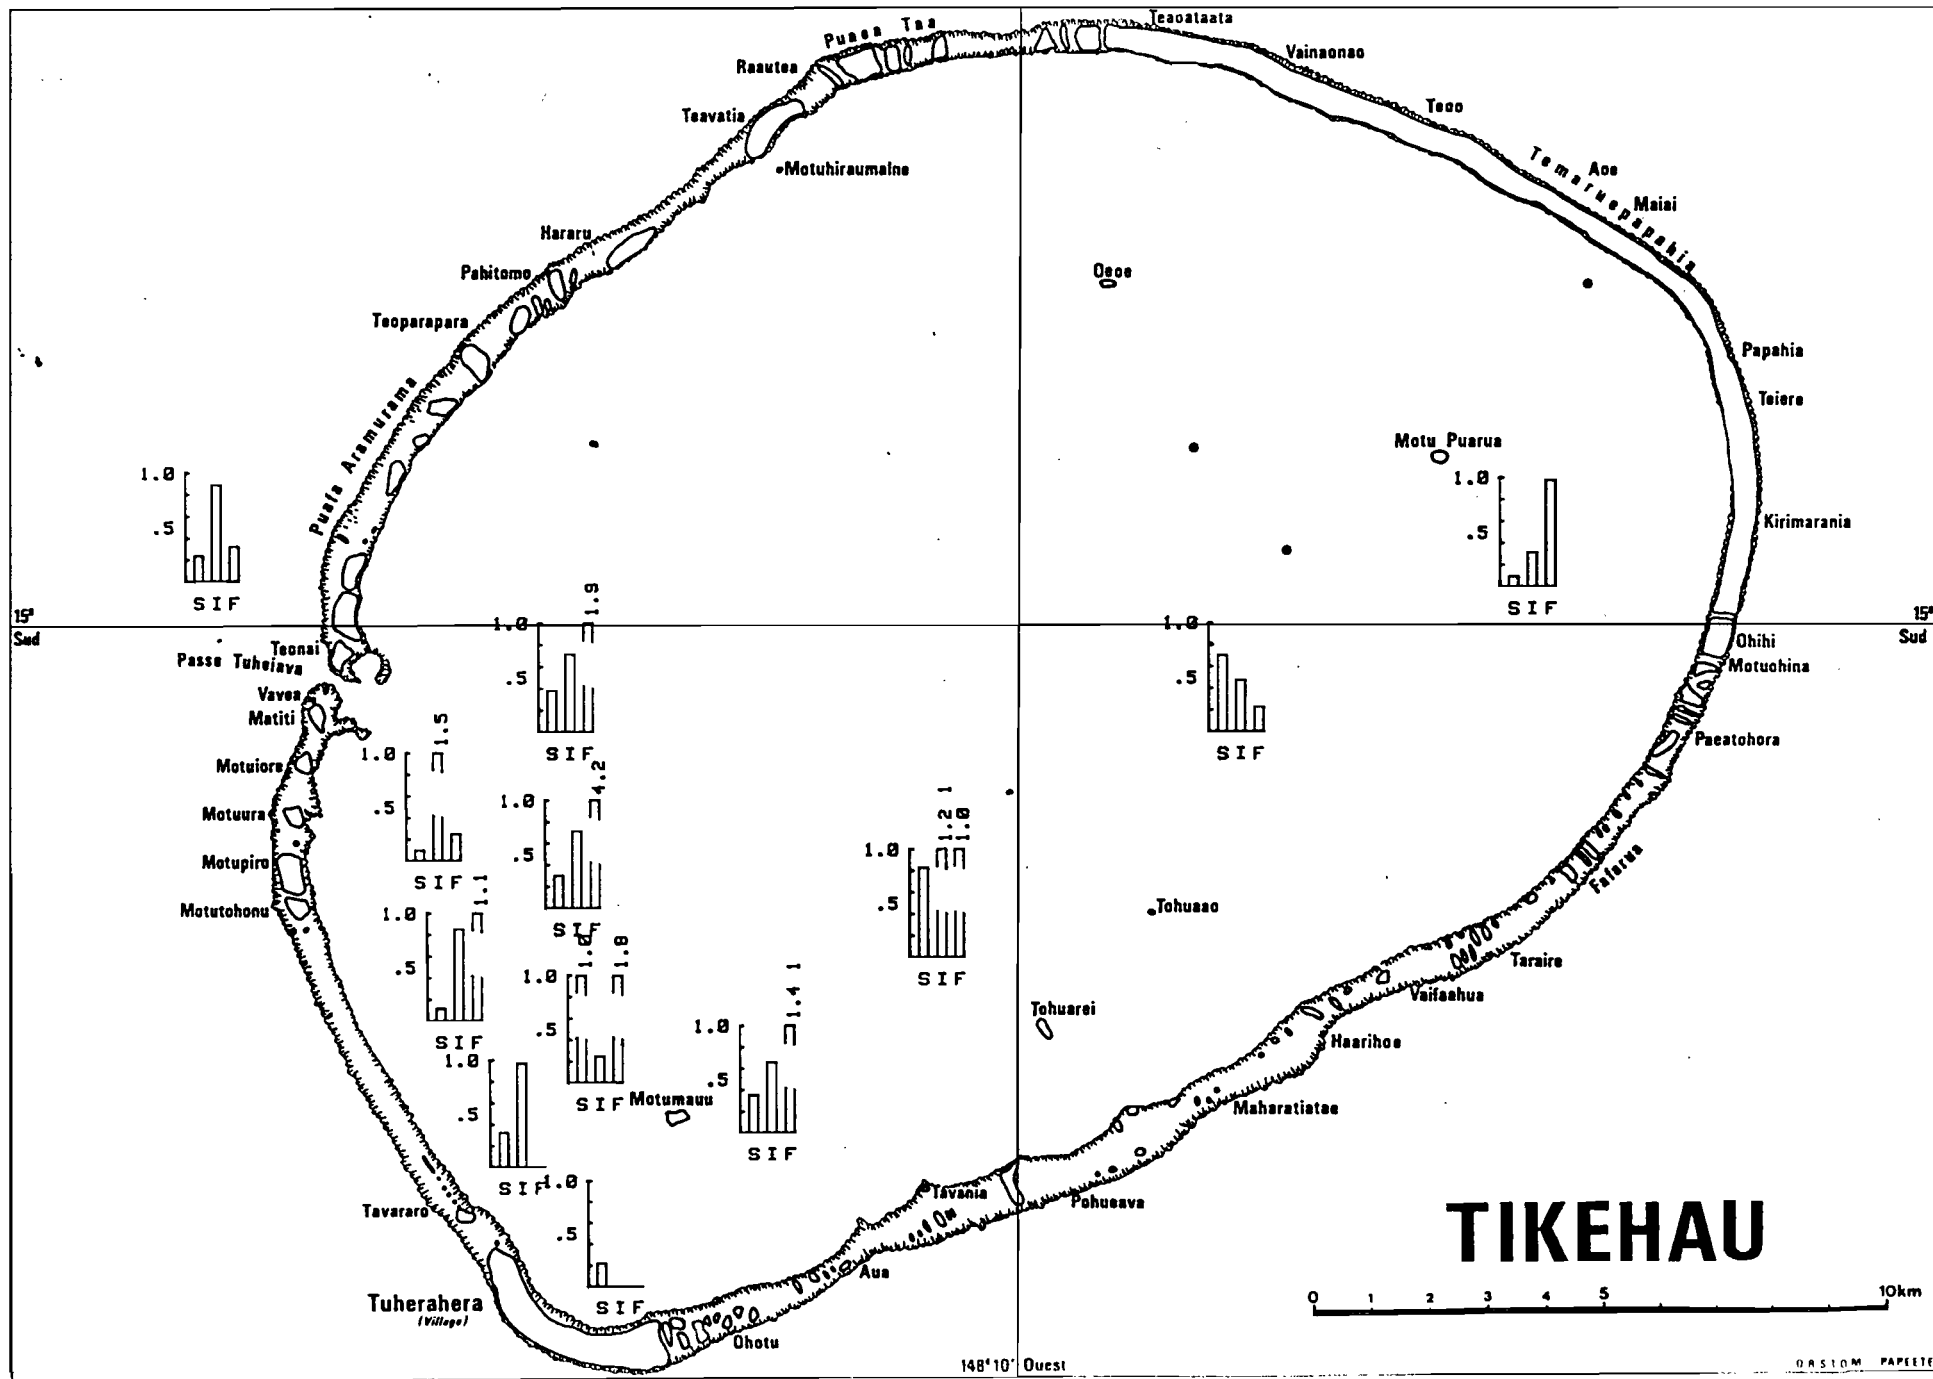 Teaoataata
Puaea Taa
Vainaonao
Raautea
Teoo
Teavatia
Motuhiraumaine
Temaruepapahia
Aoe
Maiai
Hararu
Pahitomo
Oeoe
Teoparapara
Papahia
Teiere
Puaia Aramurama
Motu Puarua
1.0
.5
S I F
1.0
.5
S I F
Kirimarania
15°
Sud
15°
Sud
Teonai
Passe Tuheiava
Vavea
Matiti
1.0
.5
1.9
S I F
1.0
.5
S I F
Ohihi
Motuohina
Paeatohora
Motuiore
Motuura
Motupiro
Motutohonu
1.0
.5
1.5
S I F
1.0
.5
4.2
S I F
1.0
.5
1.2 1
1.0
S I F
Fafarua
Tohuaao
1.0
.5
1.1
S I F
1.0
.5
1.0
1.8
S I F
Taraire
Vaifaahua
Tohuarei
Haarihoe
1.0
.5
1.4 1
S I F
1.0
.5
S I F
Motumauu
Maharatiatae
1.0
.5
S I F
Tavania
Pohueava
Tavararo
Aua
TIKEHAU
Tuherahera
(Village)
Ohotu
0 1 2 3 4 5 10km
148°10' Ouest
ORSTOM PAPEETE